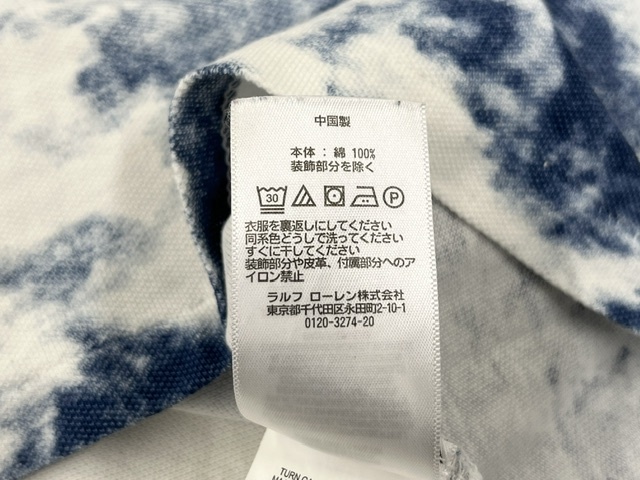 中国製
本体 : 綿 100%
装飾部分を除く
30
P
衣服を裏返しにしてください
同系色どうしで洗ってください
すぐに干してください
装飾部分や皮革、付属部分へのア
イロン禁止
ラルフ ローレン株式会社
東京都千代田区永田町2-10-1
0120-3274-20
TURN